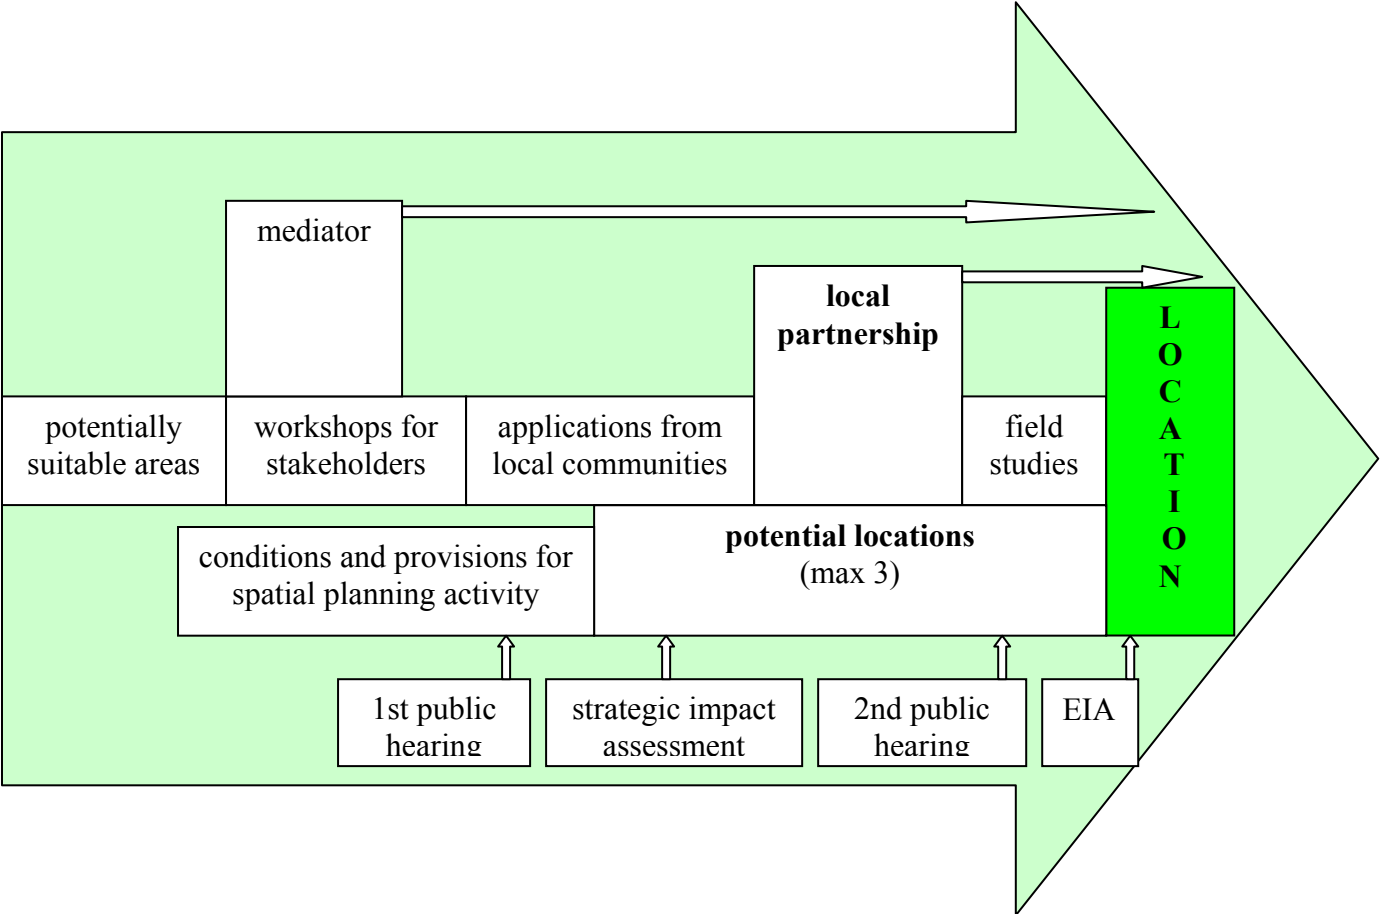 mediator
local
partnership
potentially
suitable areas
workshops for
stakeholders
applications from
local communities
field
studies
L
O
C
A
T
I
O
N
conditions and provisions for
spatial planning activity
potential locations
(max 3)
1st public
hearing
strategic impact
assessment
2nd public
hearing
EIA